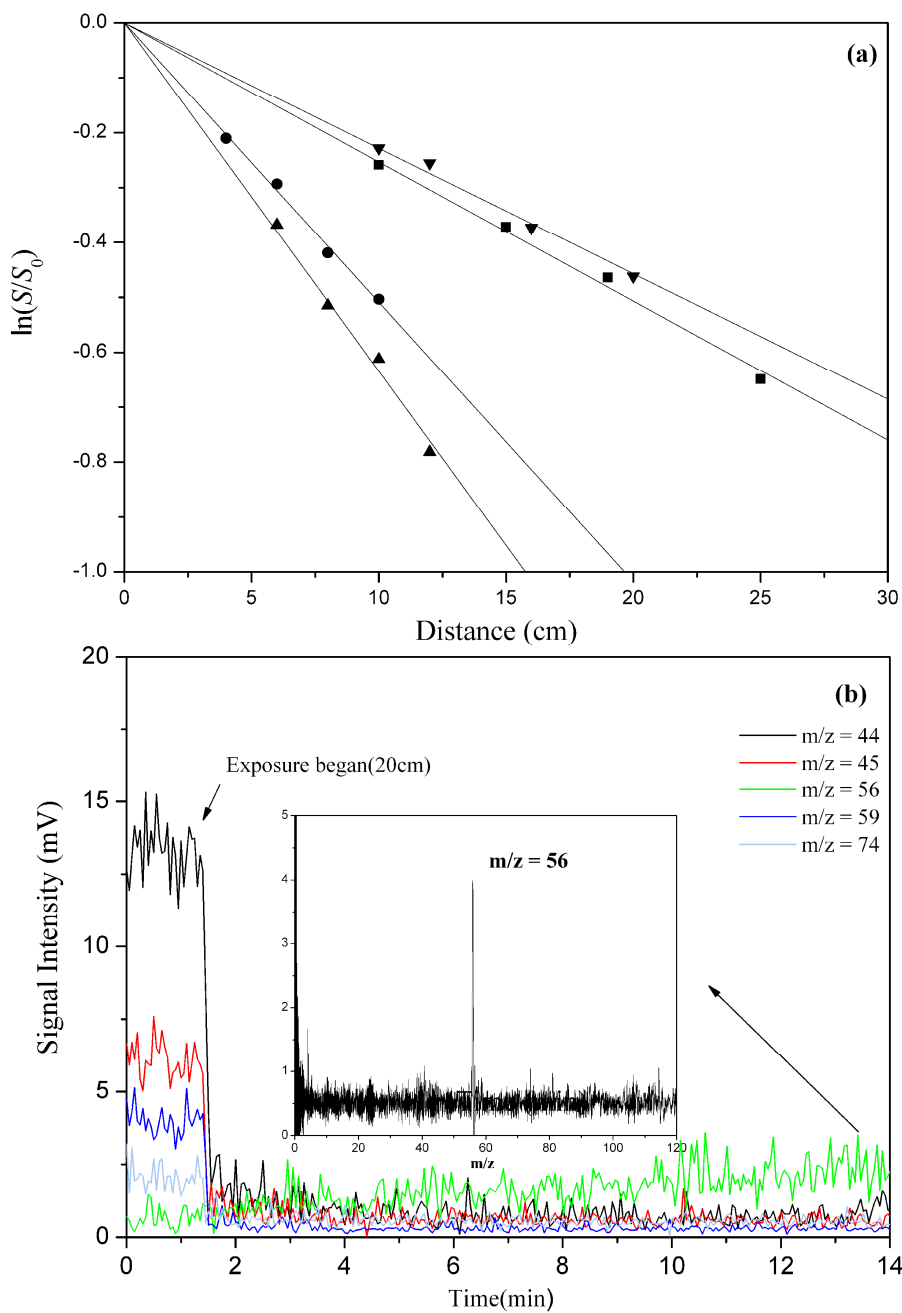 (a)
0.0
-0.2
-0.4
-0.6
-0.8
-1.0
ln(S/S0)
0 5 10 15 20 25 30
Distance (cm)
(b)
20
15
10
5
0
Signal Intensity (mV)
m/z = 44
m/z = 45
m/z = 56
m/z = 59
m/z = 74
Exposure began(20cm)
5
4
3
2
1
0
m/z = 56
0 20 40 60 80 100 120
m/z
0 2 4 6 8 10 12 14
Time(min)